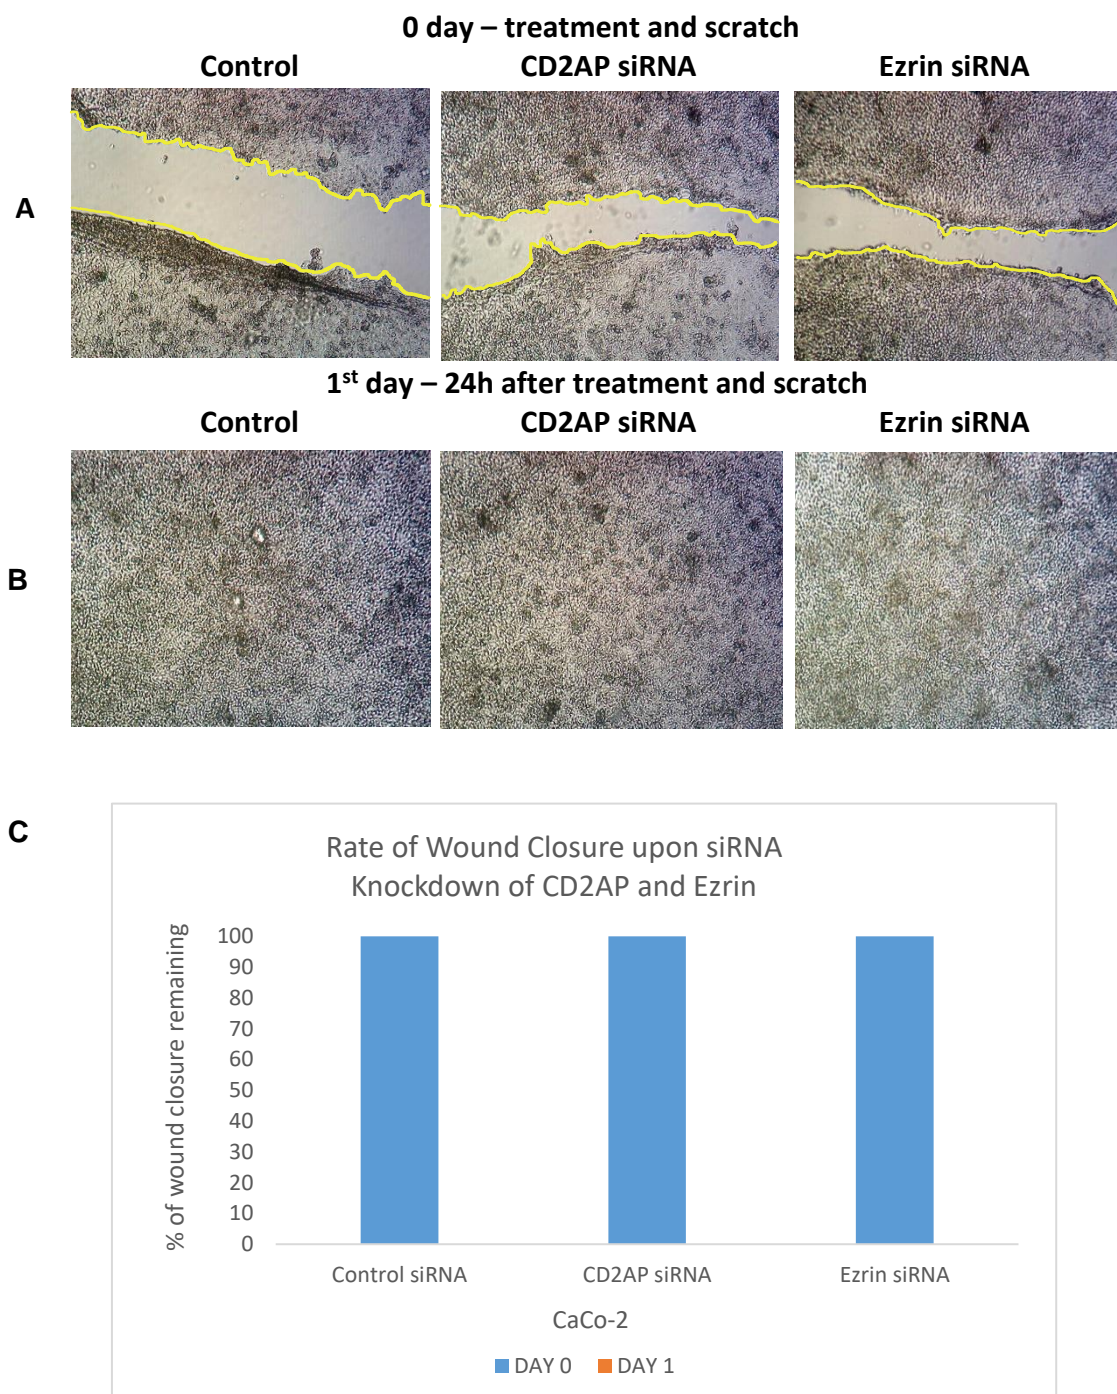 0 day – treatment and scratch
Control CD2AP siRNA Ezrin siRNA
A
1st day – 24h after treatment and scratch
Control CD2AP siRNA Ezrin siRNA
B
C
Rate of Wound Closure upon siRNA
Knockdown of CD2AP and Ezrin
% of wound closure remaining
100
90
80
70
60
50
40
30
20
10
0
Control siRNA CD2AP siRNA Ezrin siRNA
CaCo-2
DAY 0 DAY 1